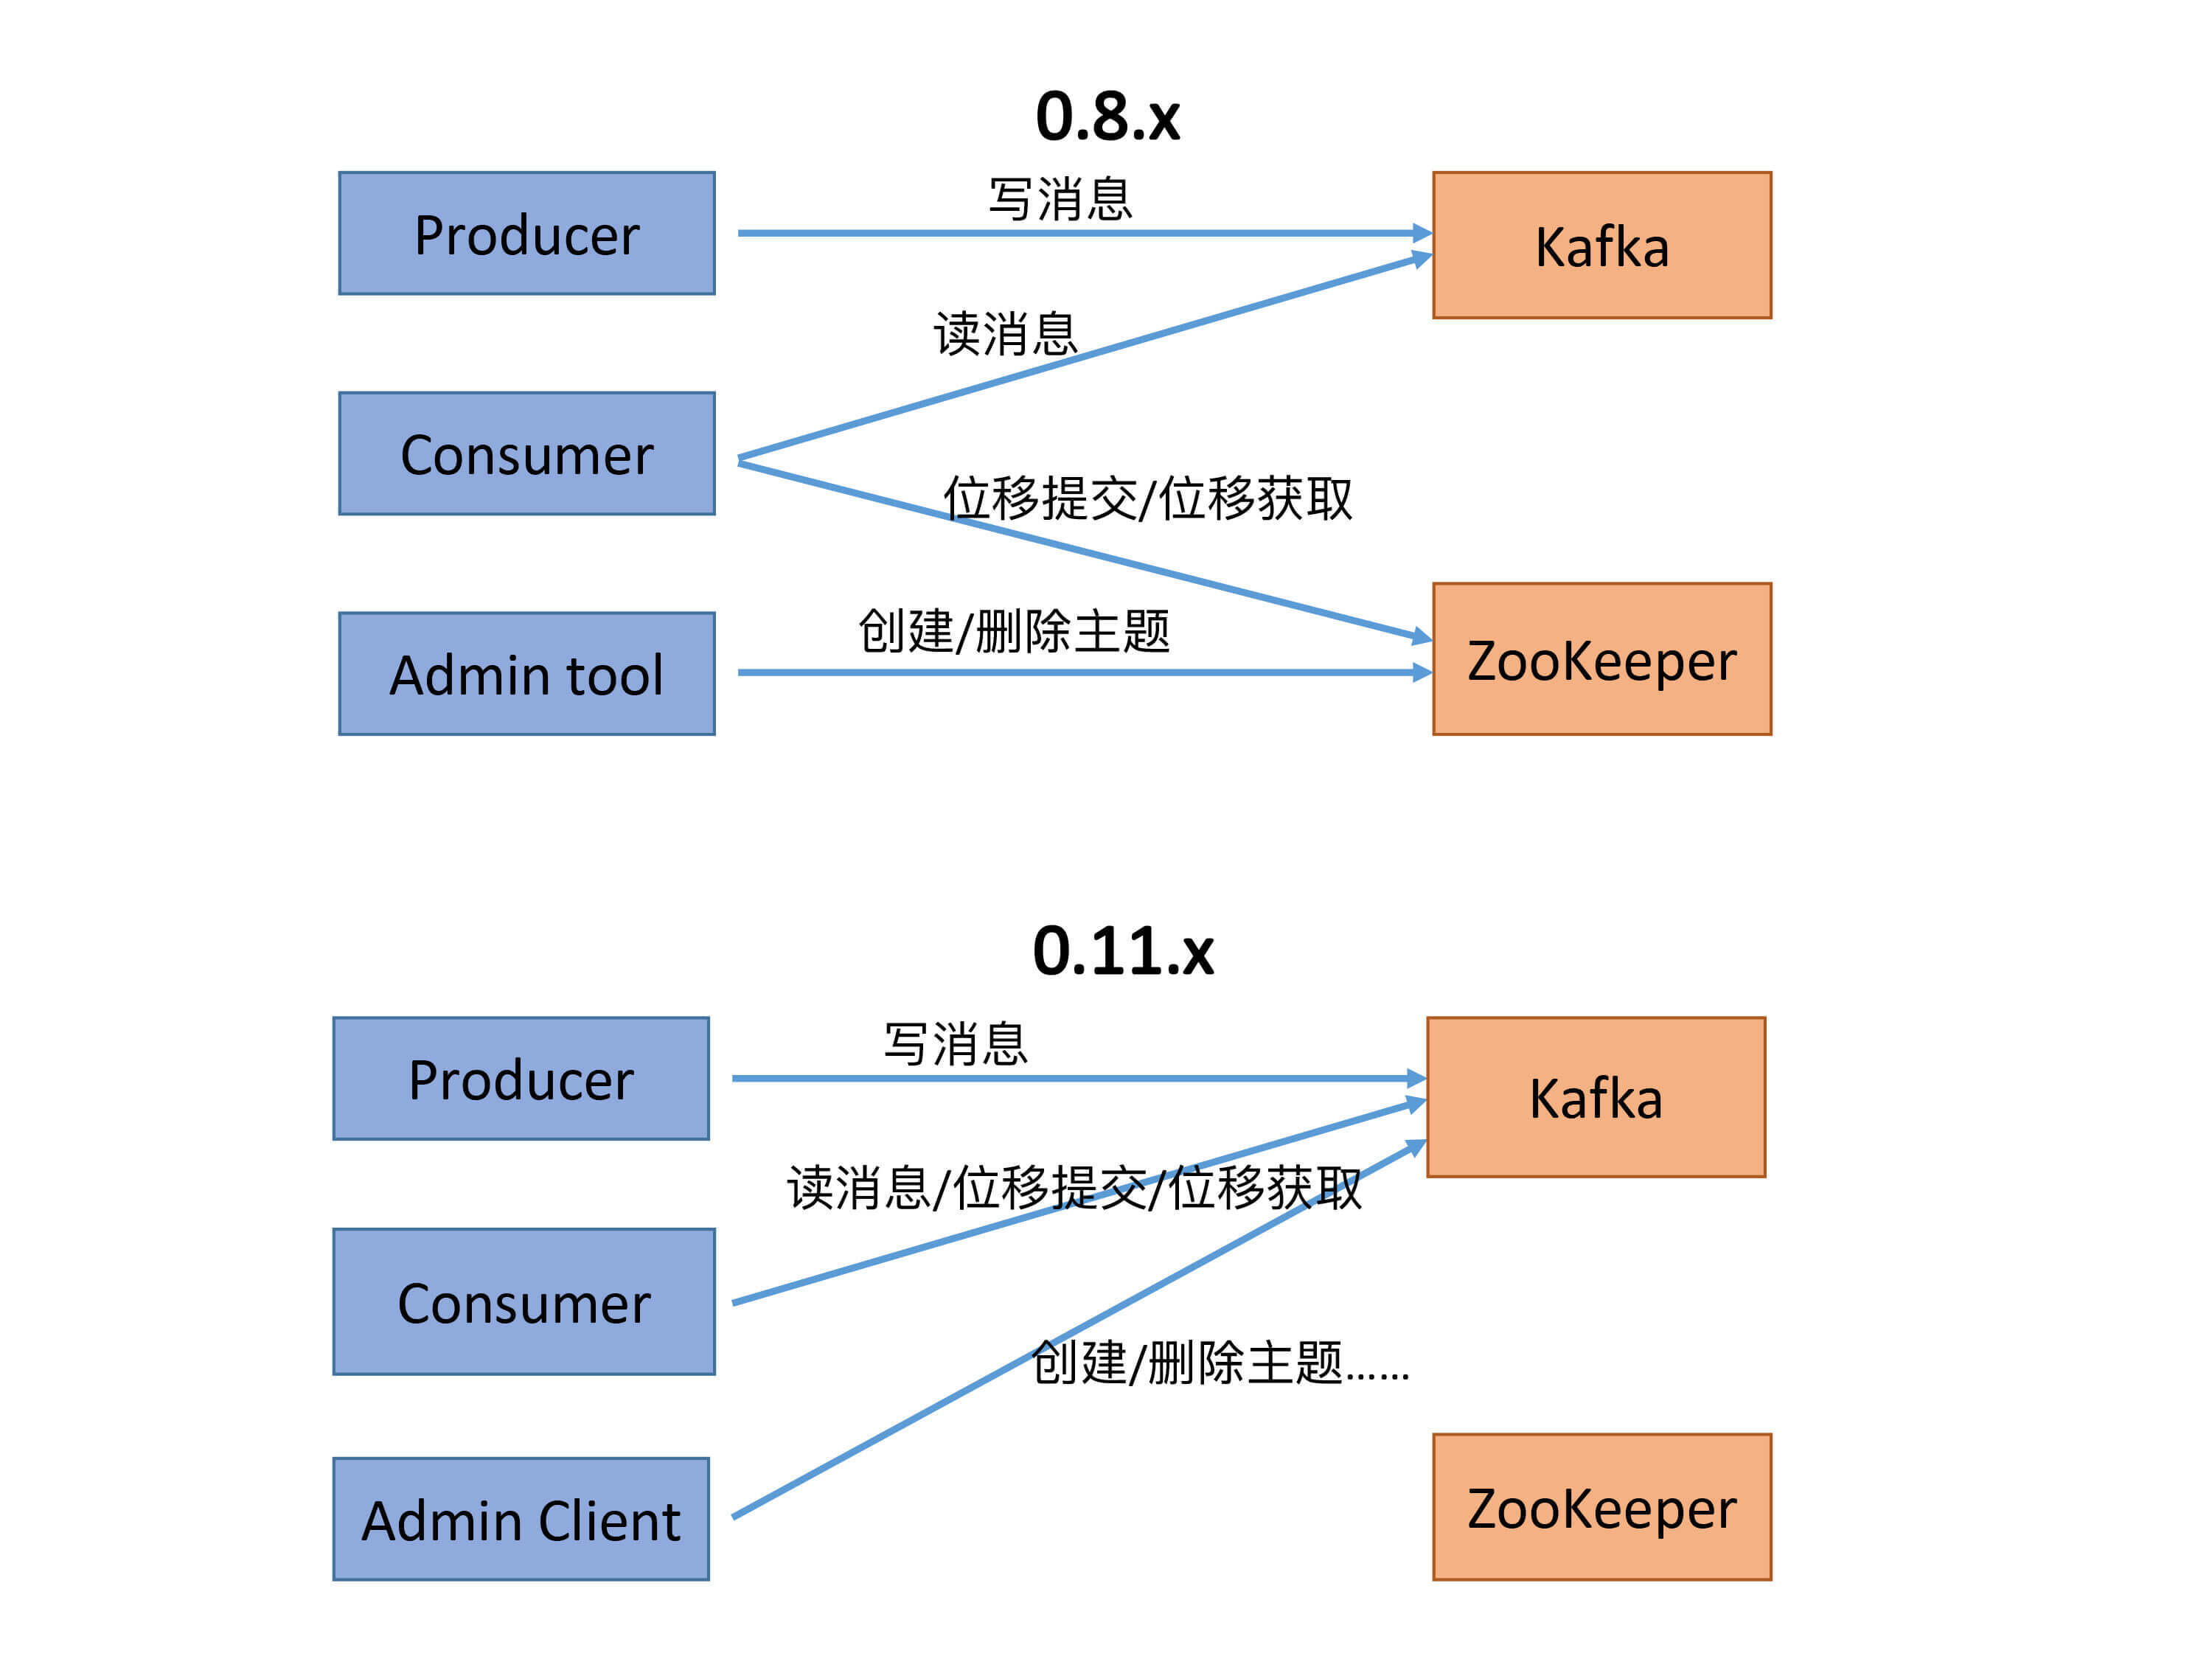 0.8.x
Producer
写消息
Kafka
读消息
Consumer
位移提交/位移获取
Admin tool
创建/删除主题
ZooKeeper
0.11.x
Producer
写消息
Kafka
读消息/位移提交/位移获取
Consumer
创建/删除主题......
Admin Client
ZooKeeper